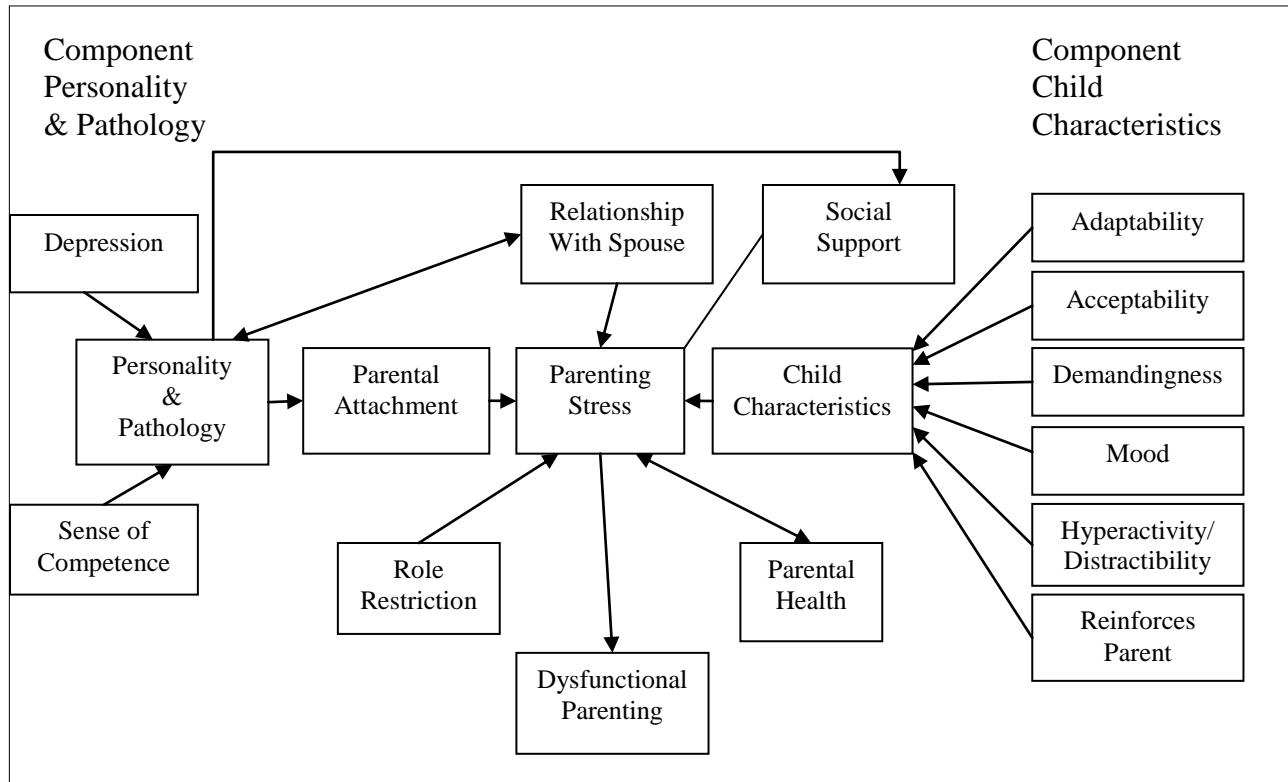 Component
Personality
& Pathology
Component
Child
Characteristics
Depression
Relationship
With Spouse
Social
Support
Adaptability
Acceptability
Personality
&
Pathology
Parental
Attachment
Parenting
Stress
Child
Characteristics
Demandingness
Mood
Sense of
Competence
Role
Restriction
Parental
Health
Hyperactivity/
Distractibility
Reinforces
Parent
Dysfunctional
Parenting